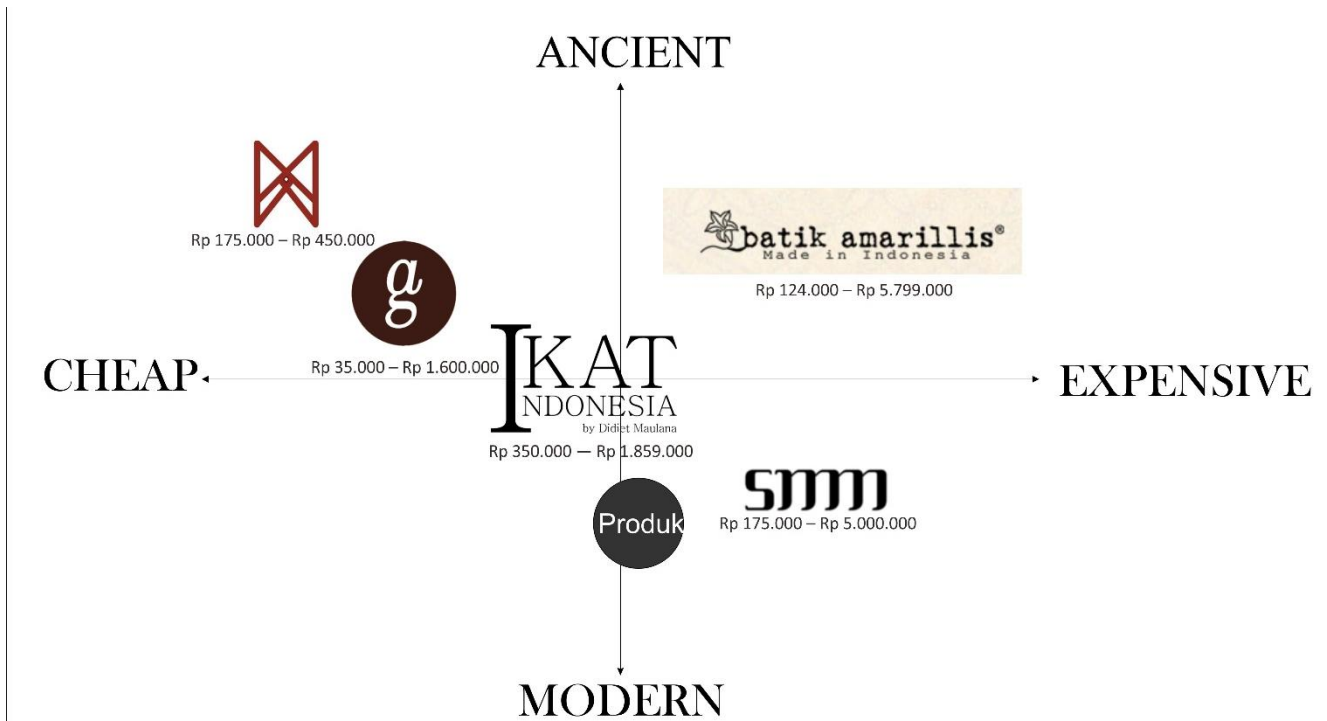 ANCIENT
Rp 175.000 – Rp 450.000
batik amarillis®
Made in Indonesia
Rp 124.000 – Rp 5.799.000
ag
Rp 35.000 – Rp 1.600.000
CHEAP
EXPENSIVE
IKAT
INDONESIA
by Didiet Maulana
Rp 350.000 — Rp 1.859.000
smm
Rp 175.000 – Rp 5.000.000
Produk
MODERN